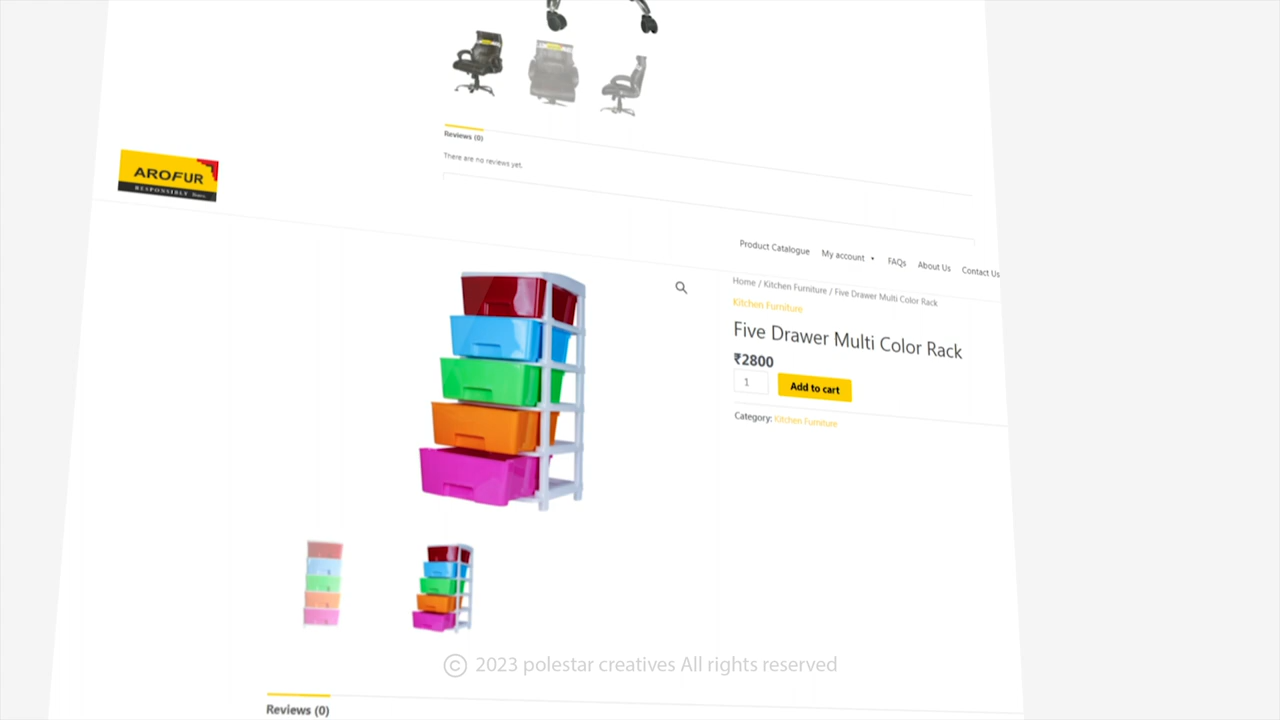 Reviews (0)
There are no reviews yet.
AROFUR
RESPONSIBLY Yours
Product Catalogue My account FAQs About Us Contact Us
Home / Kitchen Furniture / Five Drawer Multi Color Rack
Kitchen Furniture
Five Drawer Multi Color Rack
₹2800
1 Add to cart
Category: Kitchen Furniture
© 2023 polestar creatives All rights reserved
Reviews (0)